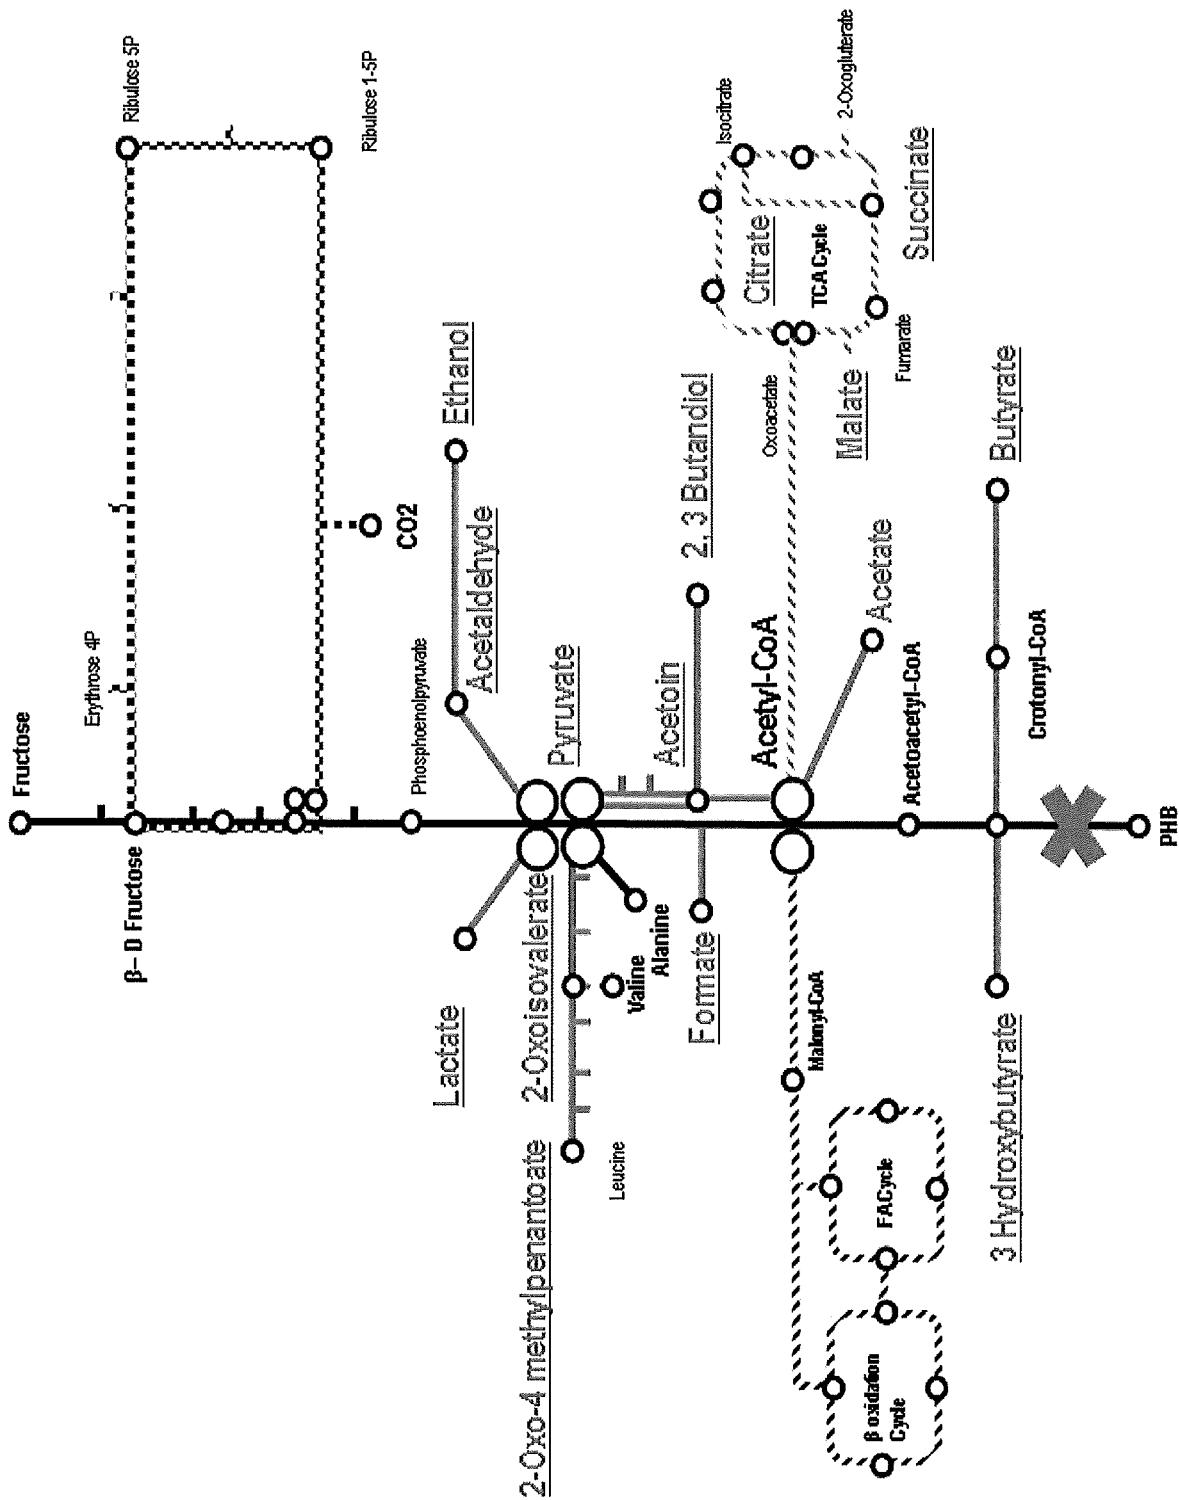 Fructose
Erythrose 4P
Ribulose 5P
β– D Fructose
Ribulose 1-5P
CO2
Phosphoenolpyruvate
Ethanol
Acetaldehyde
Lactate
Pyruvate
2-Oxoisovalerate
2-Oxo-4 methylpenantoate
Leucine
Valine
Alanine
Formate
Acetoin
2, 3 Butandiol
Acetyl-CoA
Oxoacetate
Isocitrate
Citrate
TCA Cycle
2-Oxogluterate
Malate
Fumarate
Succinate
Malonyl-CoA
Acetate
Acetoacetyl-CoA
FA Cycle
β oxidation
Cycle
3 Hydroxybutyrate
Crotonyl-CoA
Butyrate
PHB